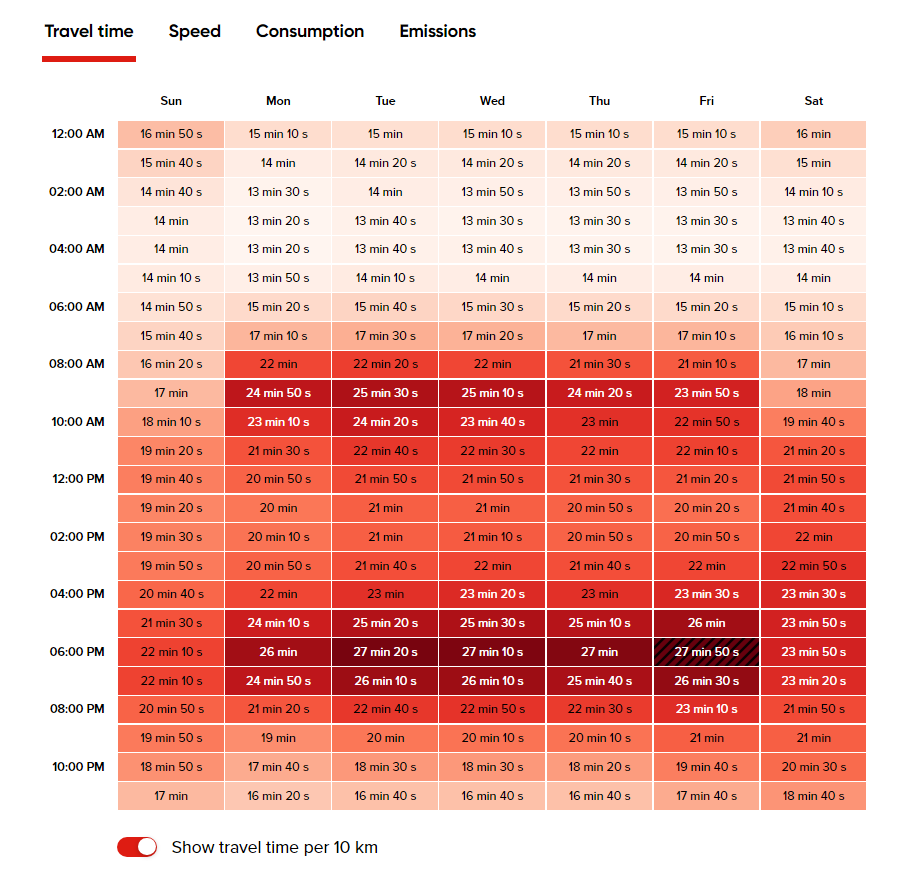 Travel time Speed Consumption Emissions
Sun Mon Tue Wed Thu Fri Sat
12:00 AM 16 min 50 s 15 min 10 s 15 min 15 min 10 s 15 min 10 s 15 min 10 s 16 min
15 min 40 s 14 min 14 min 20 s 14 min 20 s 14 min 20 s 14 min 20 s 15 min
02:00 AM 14 min 40 s 13 min 30 s 14 min 13 min 50 s 13 min 50 s 13 min 50 s 14 min 10 s
14 min 13 min 20 s 13 min 40 s 13 min 30 s 13 min 30 s 13 min 30 s 13 min 40 s
04:00 AM 14 min 13 min 20 s 13 min 40 s 13 min 40 s 13 min 30 s 13 min 30 s 13 min 40 s
14 min 10 s 13 min 50 s 14 min 10 s 14 min 14 min 14 min 14 min
06:00 AM 14 min 50 s 15 min 20 s 15 min 40 s 15 min 30 s 15 min 20 s 15 min 20 s 15 min 10 s
15 min 40 s 17 min 10 s 17 min 30 s 17 min 20 s 17 min 17 min 10 s 16 min 10 s
08:00 AM 16 min 20 s 22 min 22 min 20 s 22 min 21 min 30 s 21 min 10 s 17 min
17 min 24 min 50 s 25 min 30 s 25 min 10 s 24 min 20 s 23 min 50 s 18 min
10:00 AM 18 min 10 s 23 min 10 s 24 min 20 s 23 min 40 s 23 min 22 min 50 s 19 min 40 s
19 min 20 s 21 min 30 s 22 min 40 s 22 min 30 s 22 min 22 min 10 s 21 min 20 s
12:00 PM 19 min 40 s 20 min 50 s 21 min 50 s 21 min 50 s 21 min 30 s 21 min 20 s 21 min 50 s
19 min 20 s 20 min 21 min 21 min 20 min 50 s 20 min 20 s 21 min 40 s
02:00 PM 19 min 30 s 20 min 10 s 21 min 21 min 10 s 20 min 50 s 20 min 50 s 22 min
19 min 50 s 20 min 50 s 21 min 40 s 22 min 21 min 40 s 22 min 22 min 50 s
04:00 PM 20 min 40 s 22 min 23 min 23 min 20 s 23 min 23 min 30 s 23 min 30 s
21 min 30 s 24 min 10 s 25 min 20 s 25 min 30 s 25 min 10 s 26 min 23 min 50 s
06:00 PM 22 min 10 s 26 min 27 min 20 s 27 min 10 s 27 min 27 min 50 s 23 min 50 s
22 min 10 s 24 min 50 s 26 min 10 s 26 min 10 s 25 min 40 s 26 min 30 s 23 min 20 s
08:00 PM 20 min 50 s 21 min 20 s 22 min 40 s 22 min 50 s 22 min 30 s 23 min 10 s 21 min 50 s
19 min 50 s 19 min 20 min 20 min 10 s 20 min 10 s 21 min 21 min
10:00 PM 18 min 50 s 17 min 40 s 18 min 30 s 18 min 30 s 18 min 20 s 19 min 40 s 20 min 30 s
17 min 16 min 20 s 16 min 40 s 16 min 40 s 16 min 40 s 17 min 40 s 18 min 40 s
Show travel time per 10 km